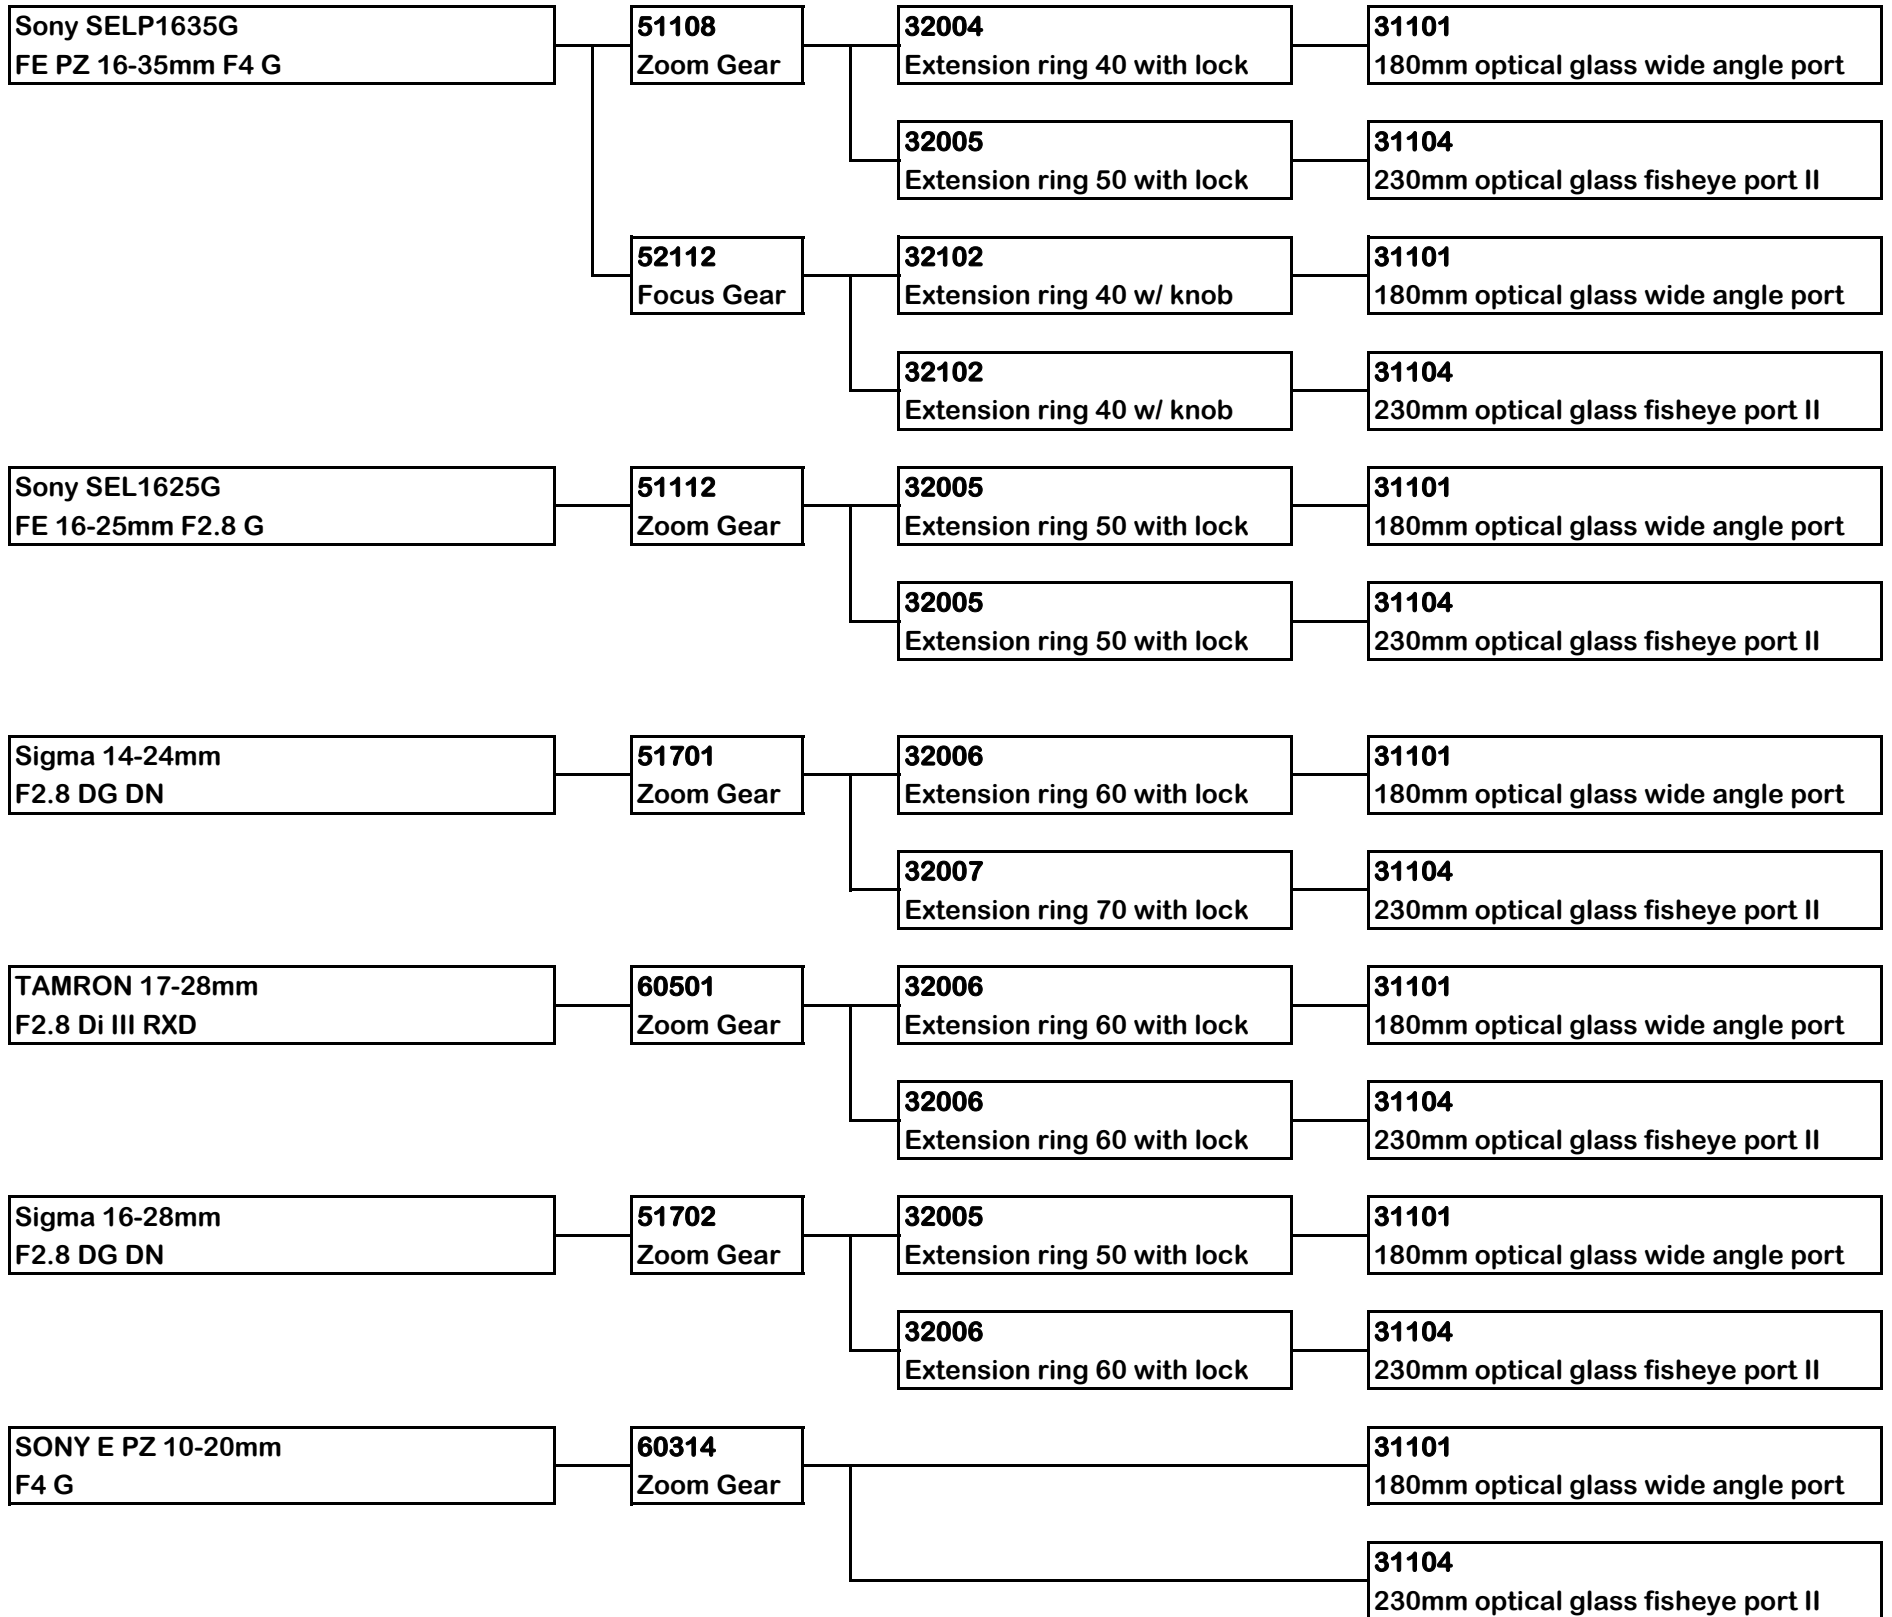 Sony SELP1635G
FE PZ 16-35mm F4 G
51108
Zoom Gear
32004
Extension ring 40 with lock
31101
180mm optical glass wide angle port
32005
Extension ring 50 with lock
31104
230mm optical glass fisheye port II
52112
Focus Gear
32102
Extension ring 40 w/ knob
31101
180mm optical glass wide angle port
32102
Extension ring 40 w/ knob
31104
230mm optical glass fisheye port II
Sony SEL1625G
FE 16-25mm F2.8 G
51112
Zoom Gear
32005
Extension ring 50 with lock
31101
180mm optical glass wide angle port
32005
Extension ring 50 with lock
31104
230mm optical glass fisheye port II
Sigma 14-24mm
F2.8 DG DN
51701
Zoom Gear
32006
Extension ring 60 with lock
31101
180mm optical glass wide angle port
32007
Extension ring 70 with lock
31104
230mm optical glass fisheye port II
TAMRON 17-28mm
F2.8 Di III RXD
60501
Zoom Gear
32006
Extension ring 60 with lock
31101
180mm optical glass wide angle port
32006
Extension ring 60 with lock
31104
230mm optical glass fisheye port II
Sigma 16-28mm
F2.8 DG DN
51702
Zoom Gear
32005
Extension ring 50 with lock
31101
180mm optical glass wide angle port
32006
Extension ring 60 with lock
31104
230mm optical glass fisheye port II
SONY E PZ 10-20mm
F4 G
60314
Zoom Gear
31101
180mm optical glass wide angle port
31104
230mm optical glass fisheye port II